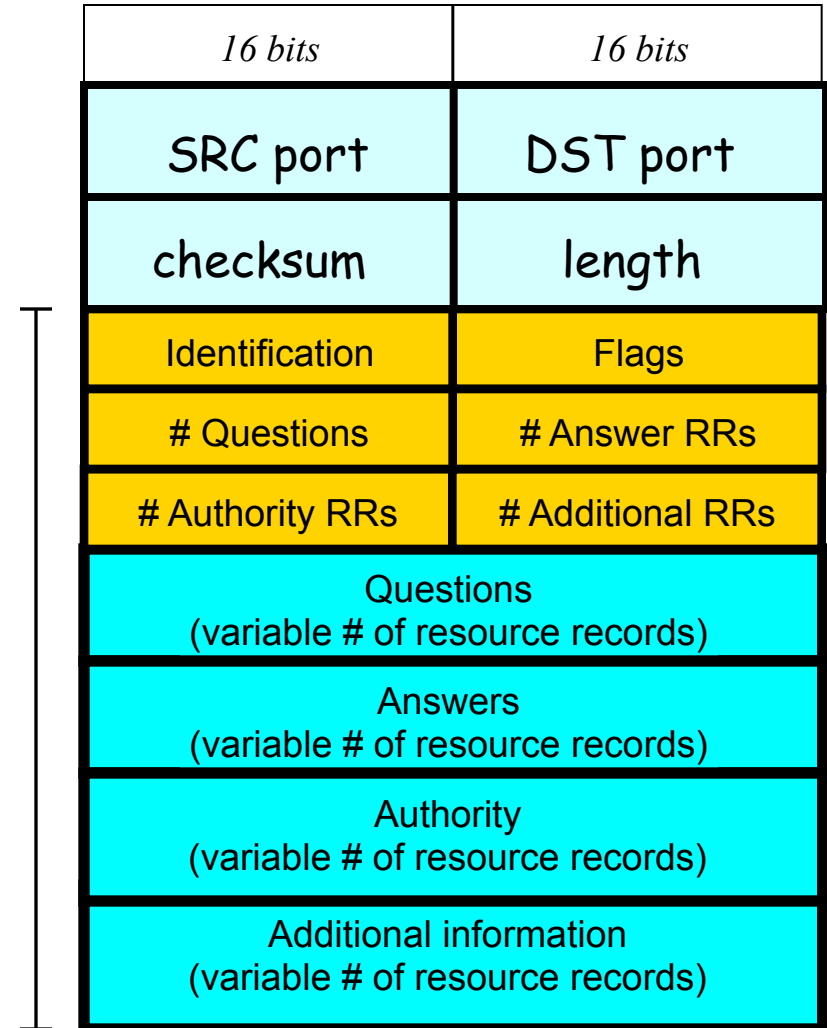 16 bits 16 bits
SRC port DST port
checksum length
Identification Flags
# Questions # Answer RRs
# Authority RRs # Additional RRs
Questions
(variable # of resource records)
Answers
(variable # of resource records)
Authority
(variable # of resource records)
Additional information
(variable # of resource records)